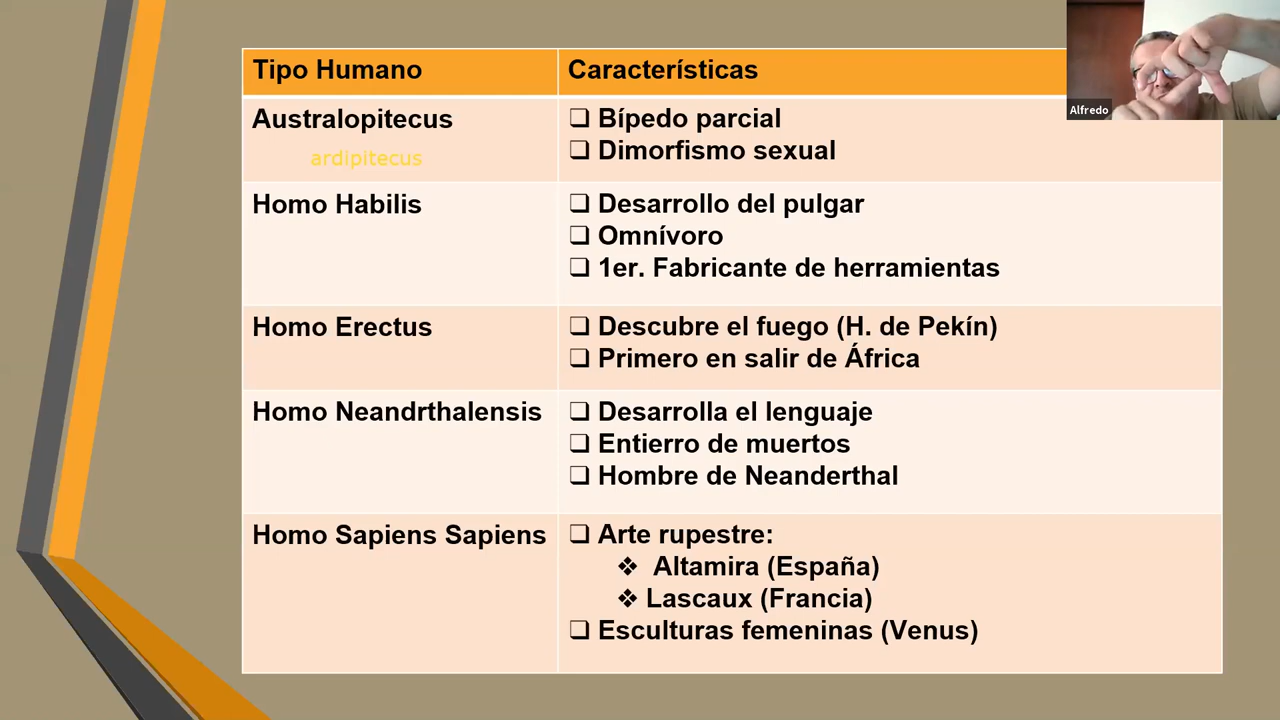 Tipo Humano
Características
Alfredo
Australopitecus
ardipitecus
❑ Bípedo parcial
❑ Dimorfismo sexual
Homo Habilis
❑ Desarrollo del pulgar
❑ Omnívoro
❑ 1er. Fabricante de herramientas
Homo Erectus
❑ Descubre el fuego (H. de Pekín)
❑ Primero en salir de África
Homo Neandrthalensis
❑ Desarrolla el lenguaje
❑ Entierro de muertos
❑ Hombre de Neanderthal
Homo Sapiens Sapiens
❑ Arte rupestre:
❖ Altamira (España)
❖ Lascaux (Francia)
❑ Esculturas femeninas (Venus)